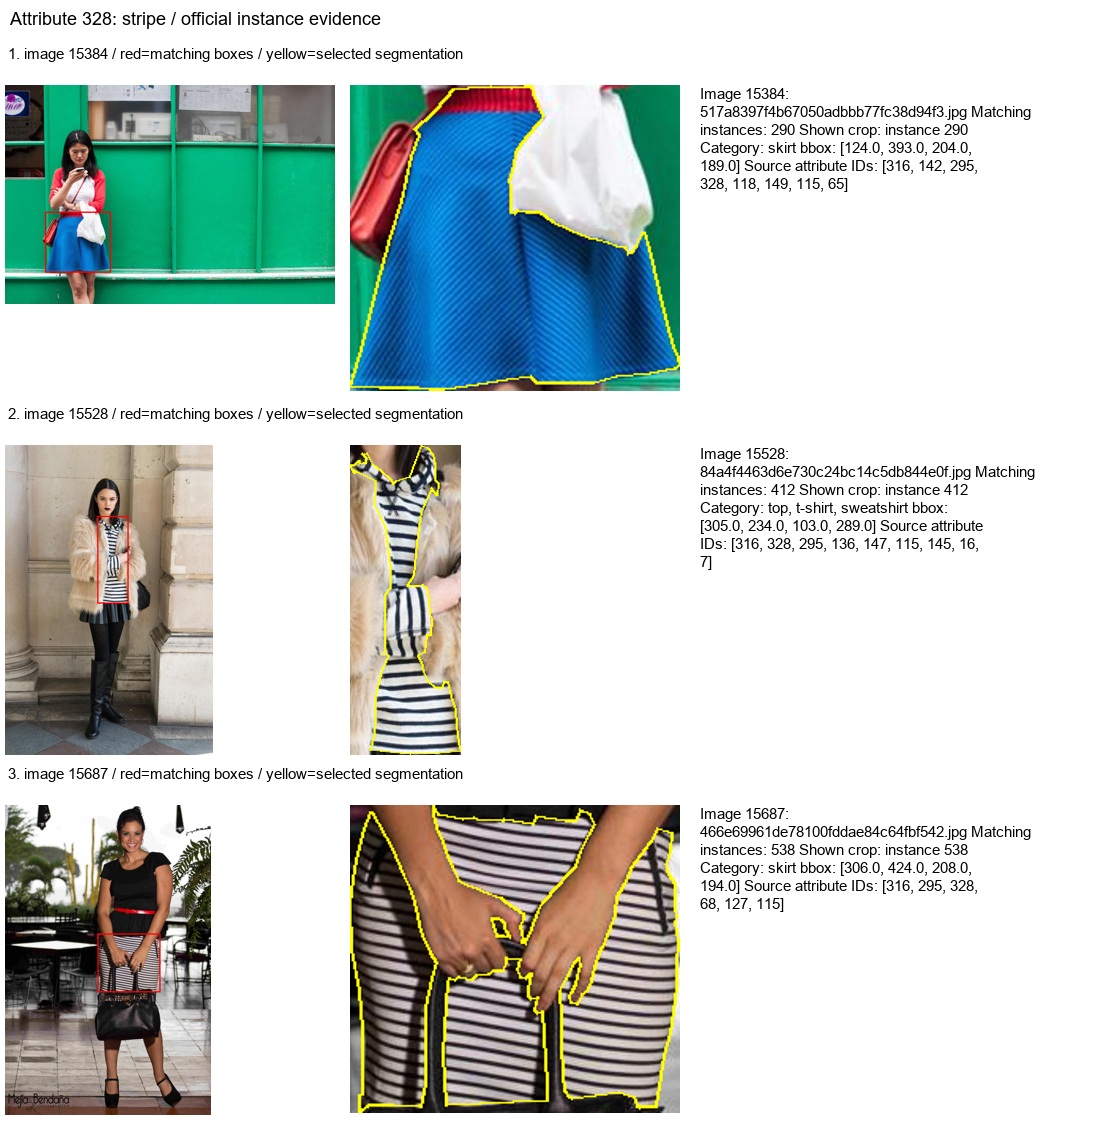 Attribute 328: stripe / official instance evidence
1. image 15384 / red=matching boxes / yellow=selected segmentation
Image 15384:
517a8397f4b67050adbbb77fc38d94f3.jpg Matching
instances: 290 Shown crop: instance 290
Category: skirt bbox: [124.0, 393.0, 204.0,
189.0] Source attribute IDs: [316, 142, 295,
328, 118, 149, 115, 65]
2. image 15528 / red=matching boxes / yellow=selected segmentation
Image 15528:
84a4f4463d6e730c24bc14c5db844e0f.jpg Matching
instances: 412 Shown crop: instance 412
Category: top, t-shirt, sweatshirt bbox:
[305.0, 234.0, 103.0, 289.0] Source attribute
IDs: [316, 328, 295, 136, 147, 115, 145, 16,
7]
3. image 15687 / red=matching boxes / yellow=selected segmentation
Image 15687:
466e69961de78100fddae84c64fbf542.jpg Matching
instances: 538 Shown crop: instance 538
Category: skirt bbox: [306.0, 424.0, 208.0,
194.0] Source attribute IDs: [316, 295, 328,
68, 127, 115]
Mejía Bendaña